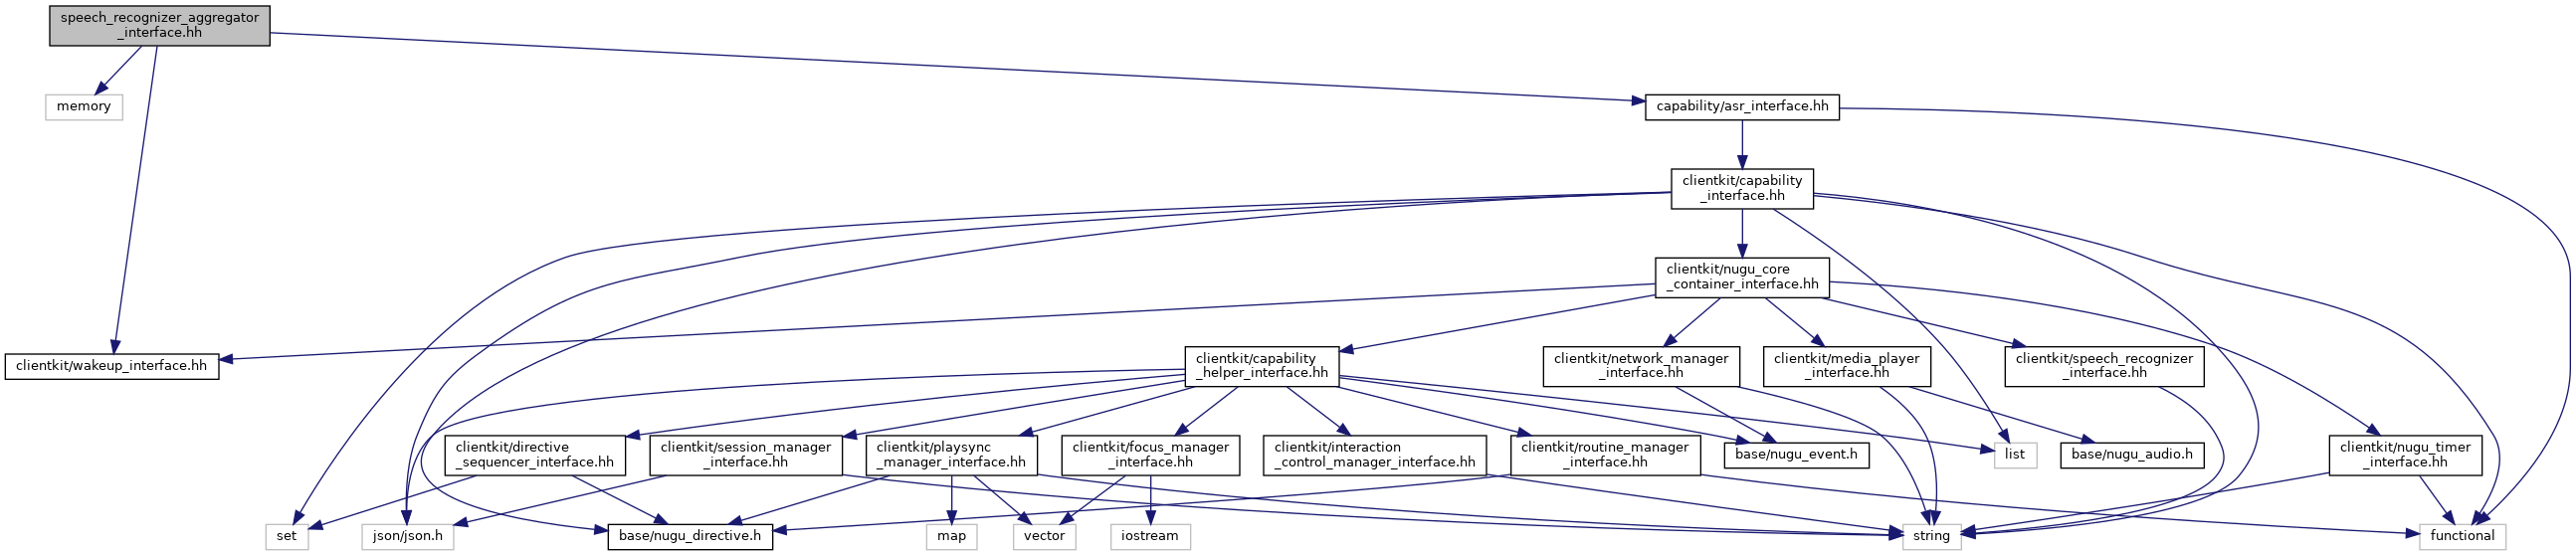 speech_recognizer_aggregator
_interface.hh
memory
capability/asr_interface.hh
clientkit/capability
_interface.hh
clientkit/nugu_core
_container_interface.hh
clientkit/wakeup_interface.hh
clientkit/capability
_helper_interface.hh
clientkit/network_manager
_interface.hh
clientkit/media_player
_interface.hh
clientkit/speech_recognizer
_interface.hh
clientkit/directive
_sequencer_interface.hh
clientkit/session_manager
_interface.hh
clientkit/playsync
_manager_interface.hh
clientkit/focus_manager
_interface.hh
clientkit/interaction
_control_manager_interface.hh
clientkit/routine_manager
_interface.hh
base/nugu_event.h
list
base/nugu_audio.h
clientkit/nugu_timer
_interface.hh
set
json/json.h
base/nugu_directive.h
map
vector
iostream
string
functional